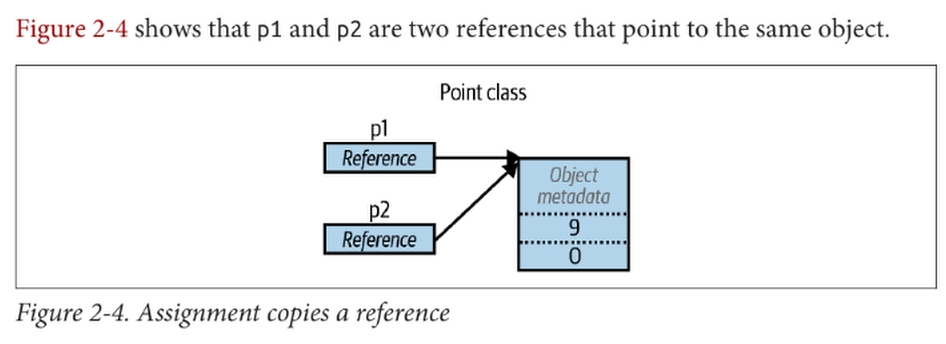 Figure 2-4 shows that p1 and p2 are two references that point to the same object.
Point class
p1
Reference
p2
Reference
Object
metadata
9
0
Figure 2-4. Assignment copies a reference